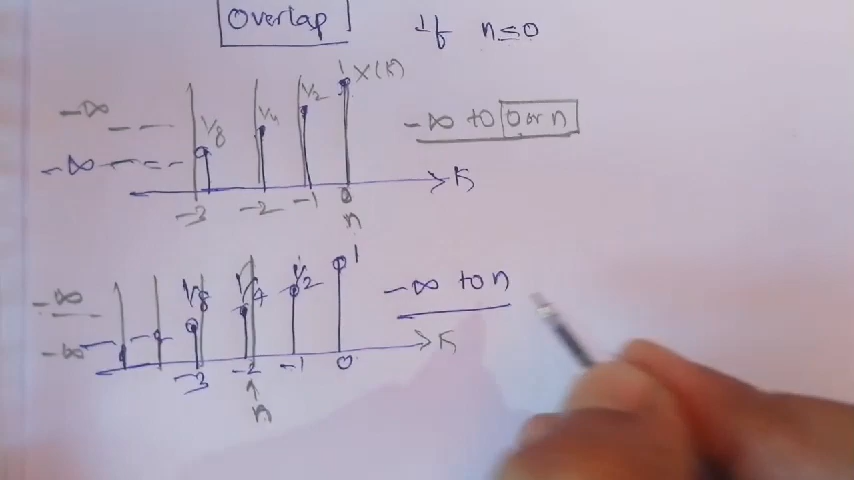 Overlap
If n≤0
1 x(k)
1/8 1/4 1/2
-∞
-∞
-∞ to 0 or n
k
-3 -2 -1 0
n
1/8 1/4 1/2 1
-∞
-∞
-∞ to n
k
-3 -2 -1 0
↑
n